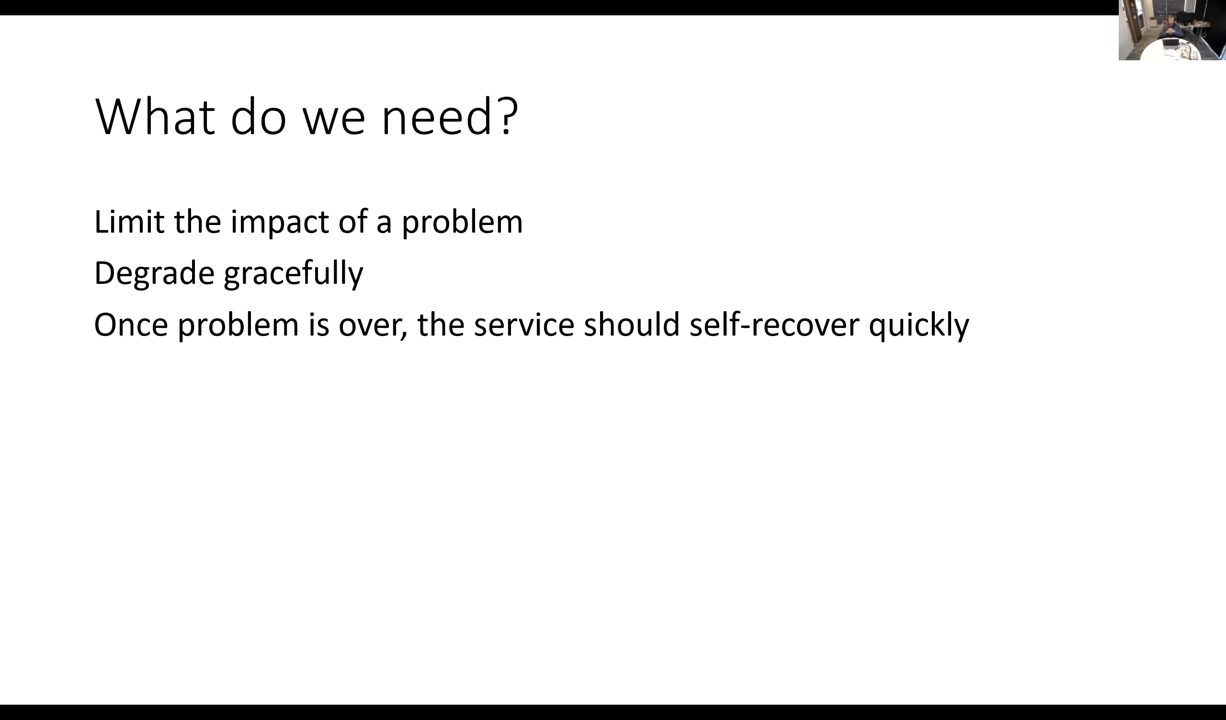 What do we need?
Limit the impact of a problem
Degrade gracefully
Once problem is over, the service should self-recover quickly